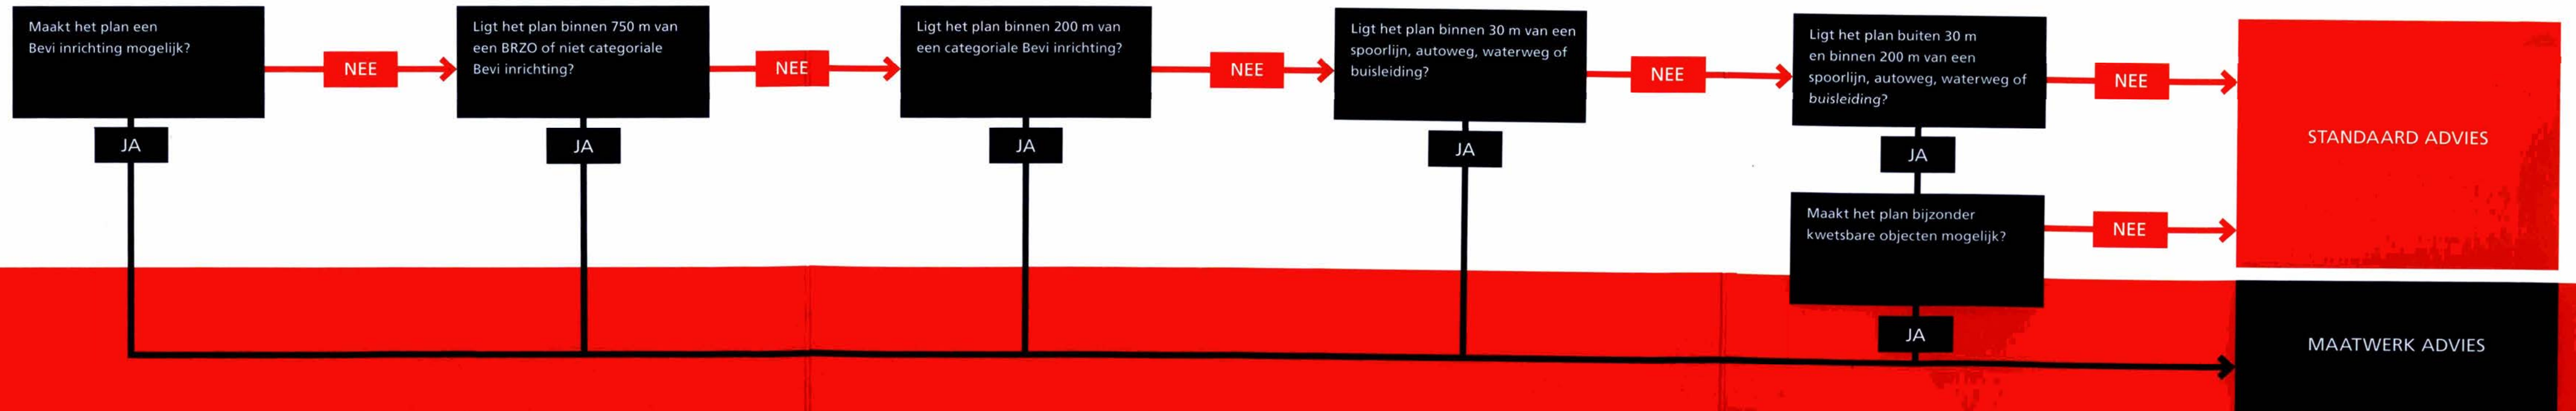 Maakt het plan een
Bevi inrichting mogelijk?
NEE
JA
Ligt het plan binnen 750 m van
een BRZO of niet categoriale
Bevi inrichting?
NEE
JA
Ligt het plan binnen 200 m van
een categoriale Bevi inrichting?
NEE
JA
Ligt het plan binnen 30 m van een
spoorlijn, autoweg, waterweg of
buisleiding?
NEE
JA
Ligt het plan buiten 30 m
en binnen 200 m van een
spoorlijn, autoweg, waterweg of
buisleiding?
NEE
JA
Maakt het plan bijzonder
kwetsbare objecten mogelijk?
NEE
JA
STANDAARD ADVIES
MAATWERK ADVIES